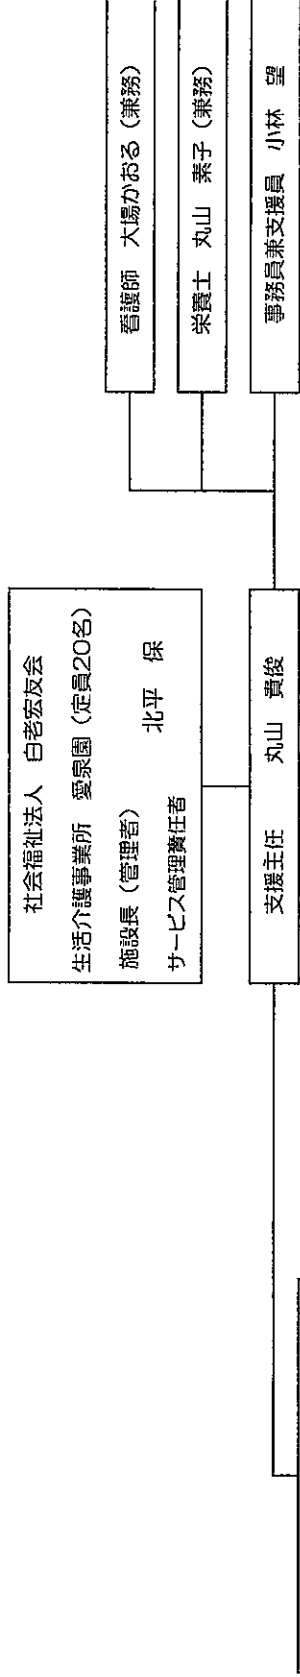 社会福祉法人　白老宏友会
生活介護事業所　愛泉園（定員20名）
施設長（管理者）
北平　保
サービス管理責任者
支援主任　丸山　貴俊
看護師　大場かおる（兼務）
栄養士　丸山　素子（兼務）
事務員兼支援員　小林　望